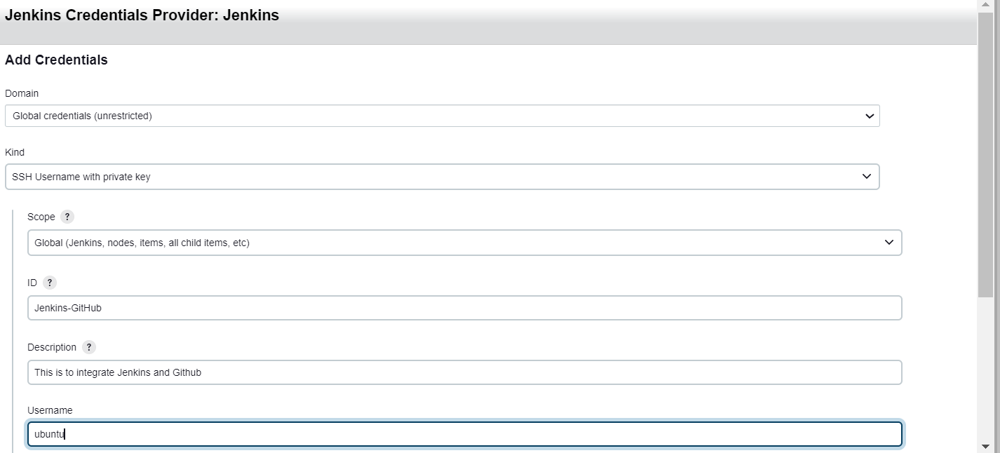 Jenkins Credentials Provider: Jenkins
Add Credentials
Domain
Global credentials (unrestricted)
Kind
SSH Username with private key
Scope ?
Global (Jenkins, nodes, items, all child items, etc)
ID ?
Jenkins-GitHub
Description ?
This is to integrate Jenkins and Github
Username
ubuntu